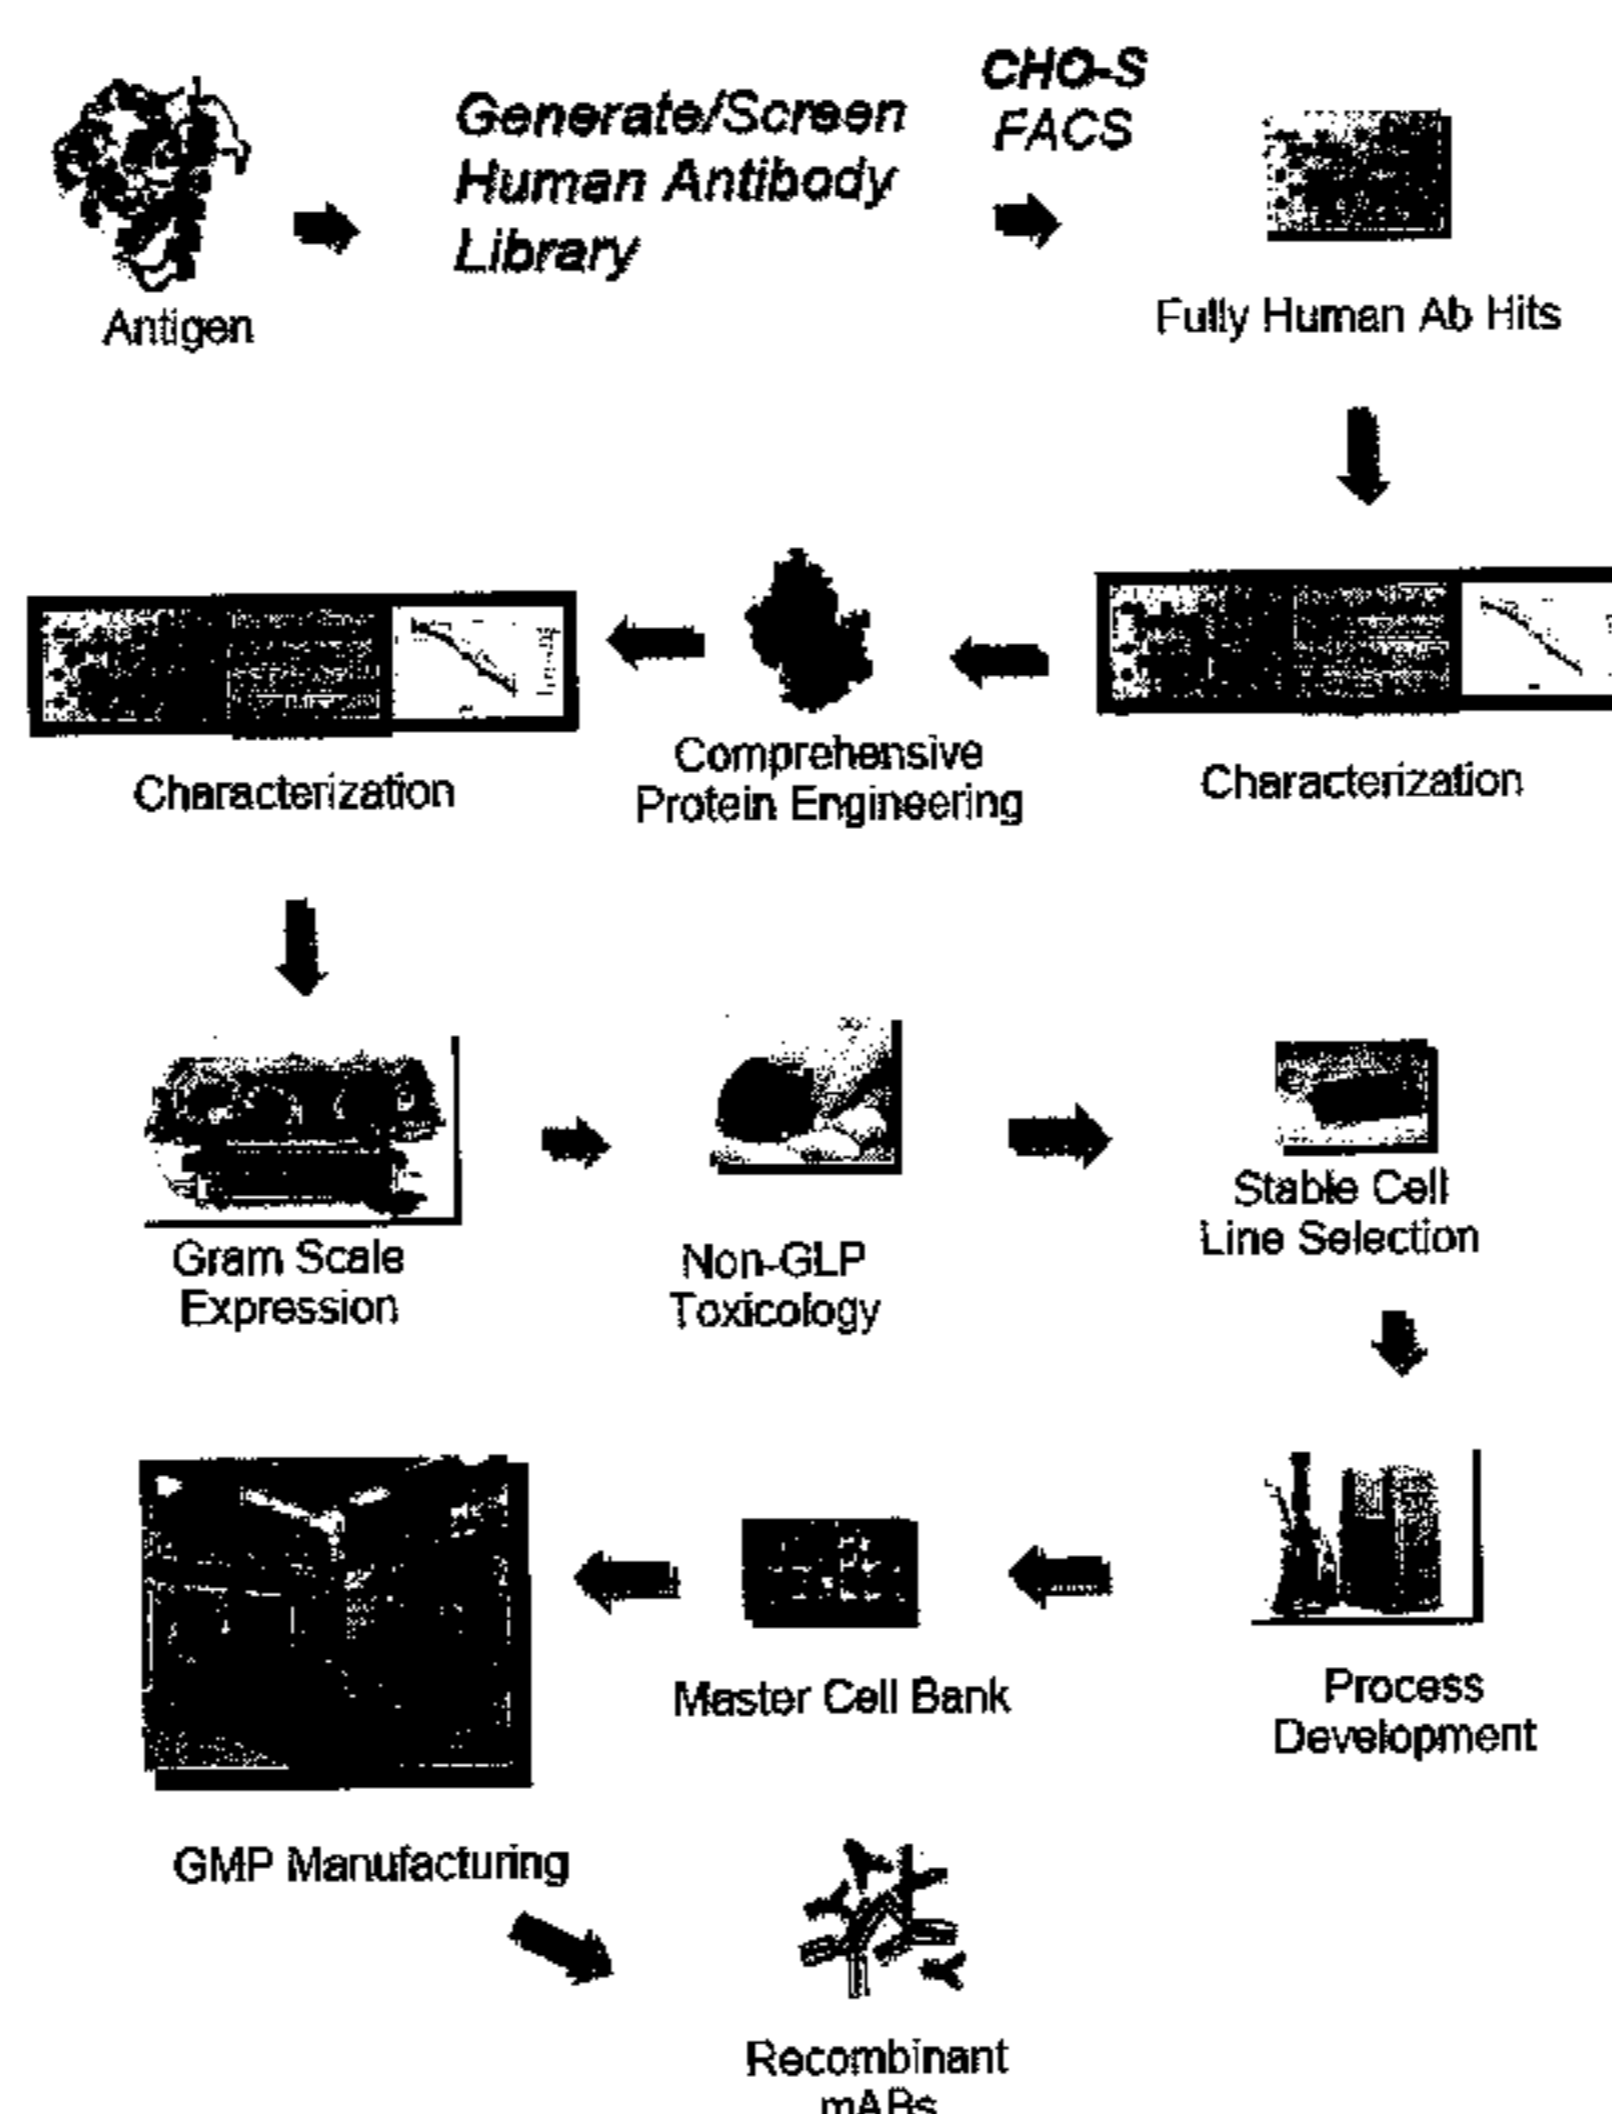 Antigen
Generate/Screen
Human Antibody
Library
CHO-S
FACS
Fully Human Ab Hits
Characterization
Comprehensive
Protein Engineering
Characterization
Gram Scale
Expression
Non-GLP
Toxicology
Stable Cell
Line Selection
Process
Development
Master Cell Bank
GMP Manufacturing
Recombinant
mABs